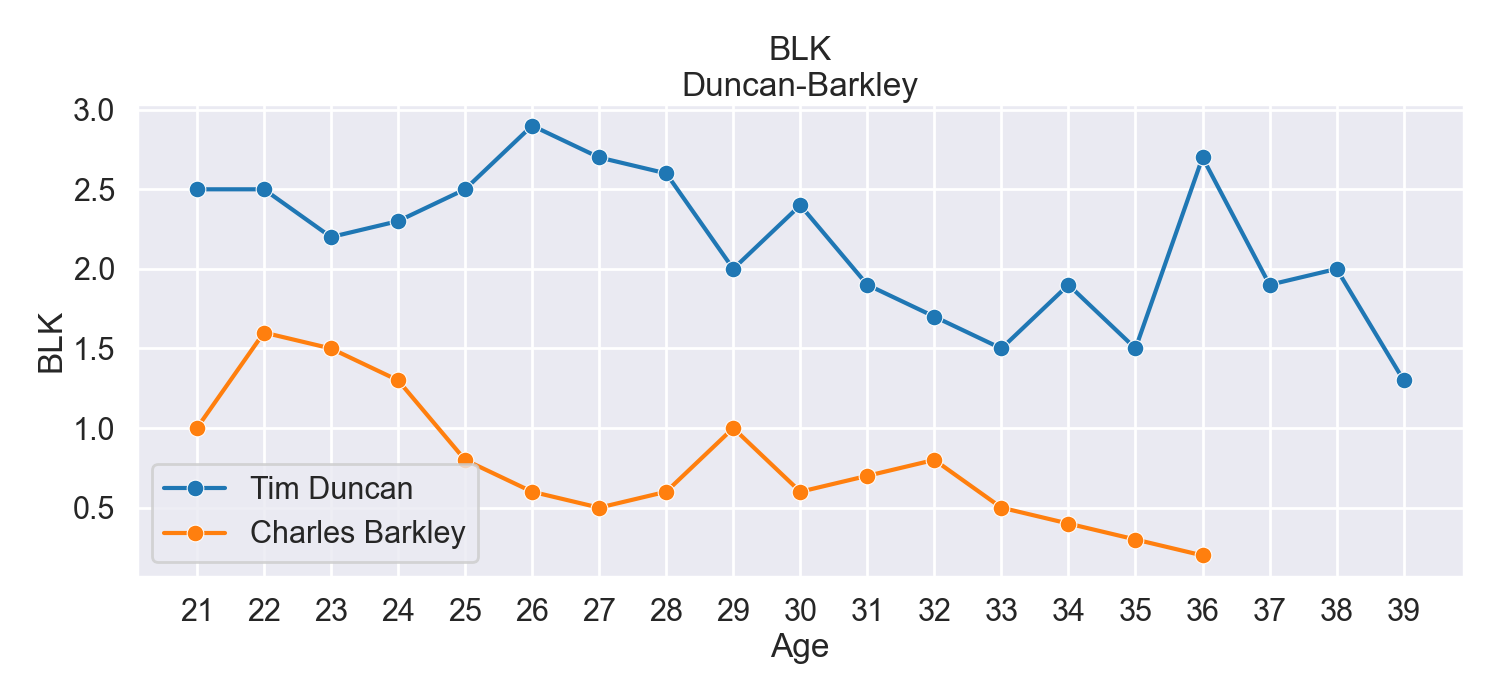 BLK
Duncan-Barkley
3.0
2.5
2.0
1.5
1.0
0.5
BLK
Tim Duncan
Charles Barkley
21 22 23 24 25 26 27 28 29 30 31 32 33 34 35 36 37 38 39
Age